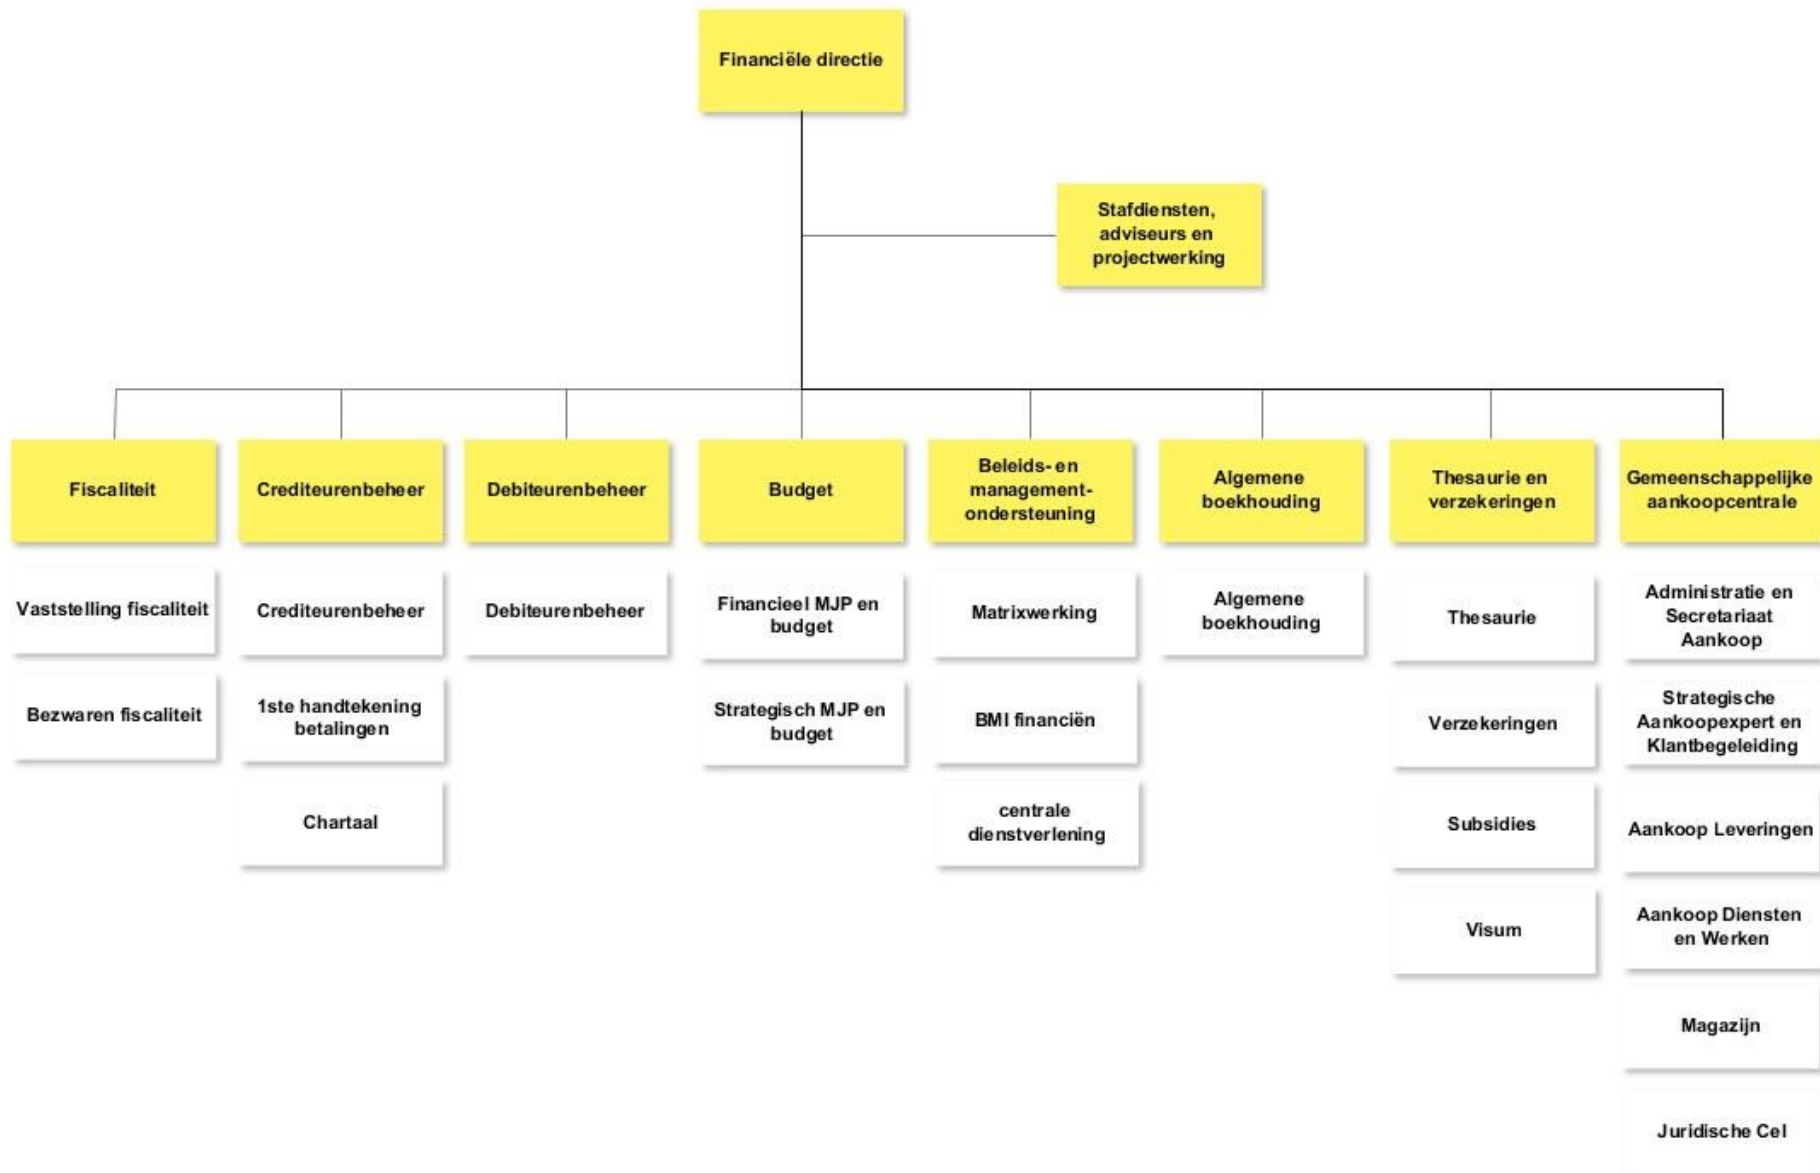 Financiële directie
Stafdiensten,
adviseurs en
projectwerking
Fiscaliteit
Crediteurenbeheer
Debiteurenbeheer
Budget
Beleids- en
management-
ondersteuning
Algemene
boekhouding
Thesaurie en
verzekeringen
Gemeenschappelijke
aankoopcentrale
Vaststelling fiscaliteit
Bezwaren fiscaliteit
Crediteurenbeheer
1ste handtekening
betalingen
Chartaal
Debiteurenbeheer
Financieel MJP en
budget
Strategisch MJP en
budget
Matrixwerking
BMI financiën
centrale
dienstverlening
Algemene
boekhouding
Thesaurie
Verzekeringen
Subsidies
Visum
Administratie en
Secretariaat
Aankoop
Strategische
Aankoopexpert en
Klantbegeleiding
Aankoop Leveringen
Aankoop Diensten
en Werken
Magazijn
Juridische Cel